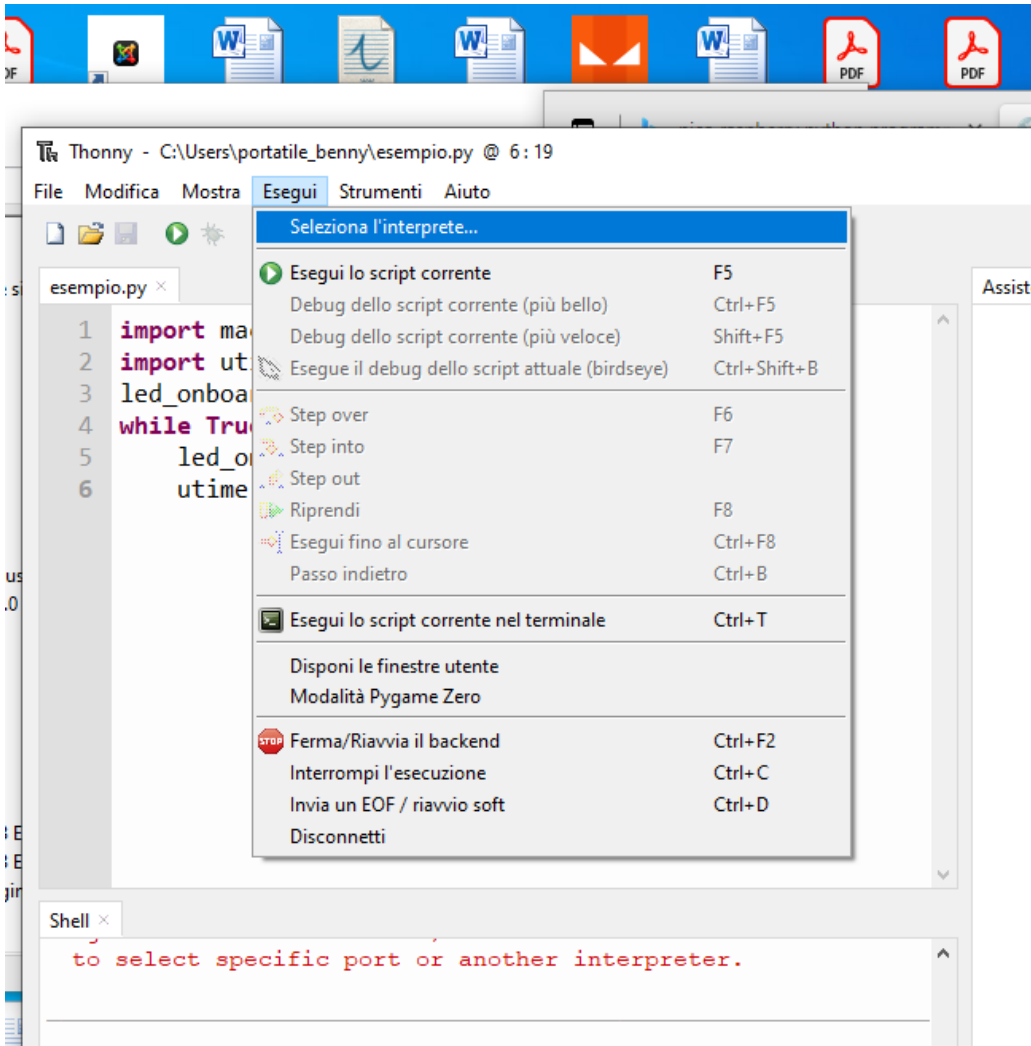 W W W
PDF PDF
Thonny - C:\Users\portatile_benny\esempio.py @ 6:19
File Modifica Mostra Esegui Strumenti Aiuto
Seleziona l'interprete...
esempio.py ×
Esegui lo script corrente F5
Debug dello script corrente (più bello) Ctrl+F5
Debug dello script corrente (più veloce) Shift+F5
Esegue il debug dello script attuale (birdseye) Ctrl+Shift+B
Step over F6
Step into F7
Step out
Riprendi F8
Esegui fino al cursore Ctrl+F8
Passo indietro Ctrl+B
Esegui lo script corrente nel terminale Ctrl+T
Disponi le finestre utente
Modalità Pygame Zero
STOP Ferma/Riavvia il backend Ctrl+F2
Interrompi l'esecuzione Ctrl+C
Invia un EOF / riavvio soft Ctrl+D
Disconnetti
Assist
1 import ma
2 import ut
3 led_onboa
4 while Tru
5 led_o
6 utime
Shell ×
to select specific port or another interpreter.